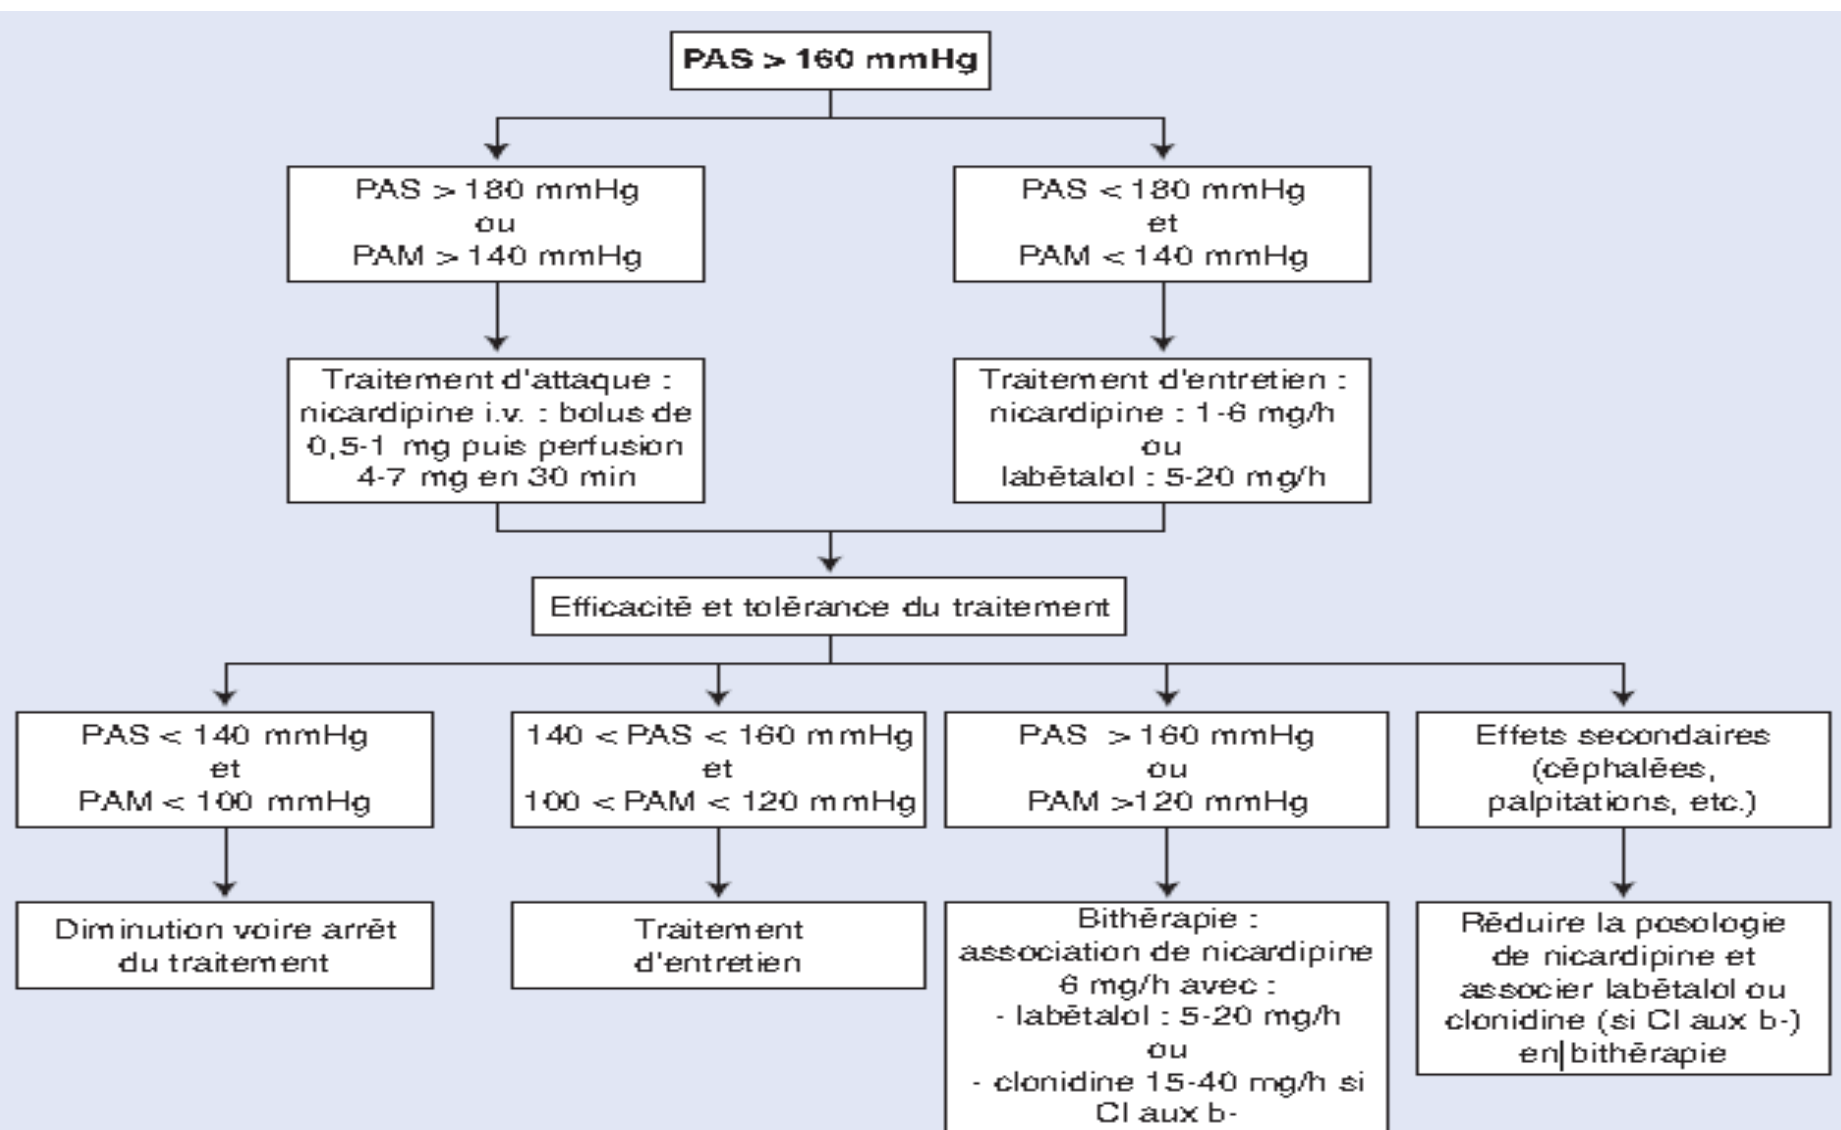 PAS > 160 mmHg
PAS > 180 mmHg
ou
PAM > 140 mmHg
PAS < 180 mmHg
et
PAM < 140 mmHg
Traitement d'attaque :
nicardipine i.v. : bolus de
0,5-1 mg puis perfusion
4-7 mg en 30 min
Traitement d'entretien :
nicardipine : 1-6 mg/h
ou
labétalol : 5-20 mg/h
Efficacité et tolérance du traitement
PAS < 140 mmHg
et
PAM < 100 mmHg
140 < PAS < 160 mmHg
et
100 < PAM < 120 mmHg
PAS > 160 mmHg
ou
PAM >120 mmHg
Effets secondaires
(céphalées,
palpitations, etc.)
Diminution voire arrêt
du traitement
Traitement
d'entretien
Bithérapie :
association de nicardipine
6 mg/h avec :
- labétalol : 5-20 mg/h
ou
- clonidine 15-40 mg/h si
CI aux b-
Réduire la posologie
de nicardipine et
associer labétalol ou
clonidine (si CI aux b-)
en bithérapie